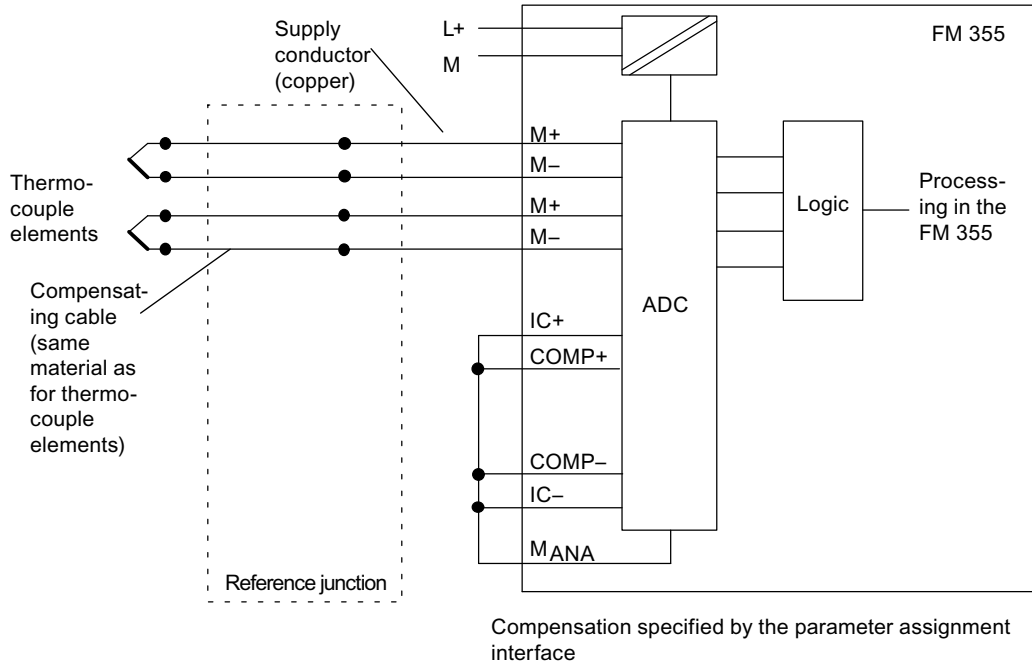 Supply
conductor
(copper)
L+
M
FM 355
M+
M–
M+
M–
Thermo-
couple
elements
Logic
Process-
ing in the
FM 355
Compensat-
ing cable
(same
material as
for thermo-
couple
elements)
ADC
IC+
COMP+
COMP–
IC–
MANA
Reference junction
Compensation specified by the parameter assignment
interface